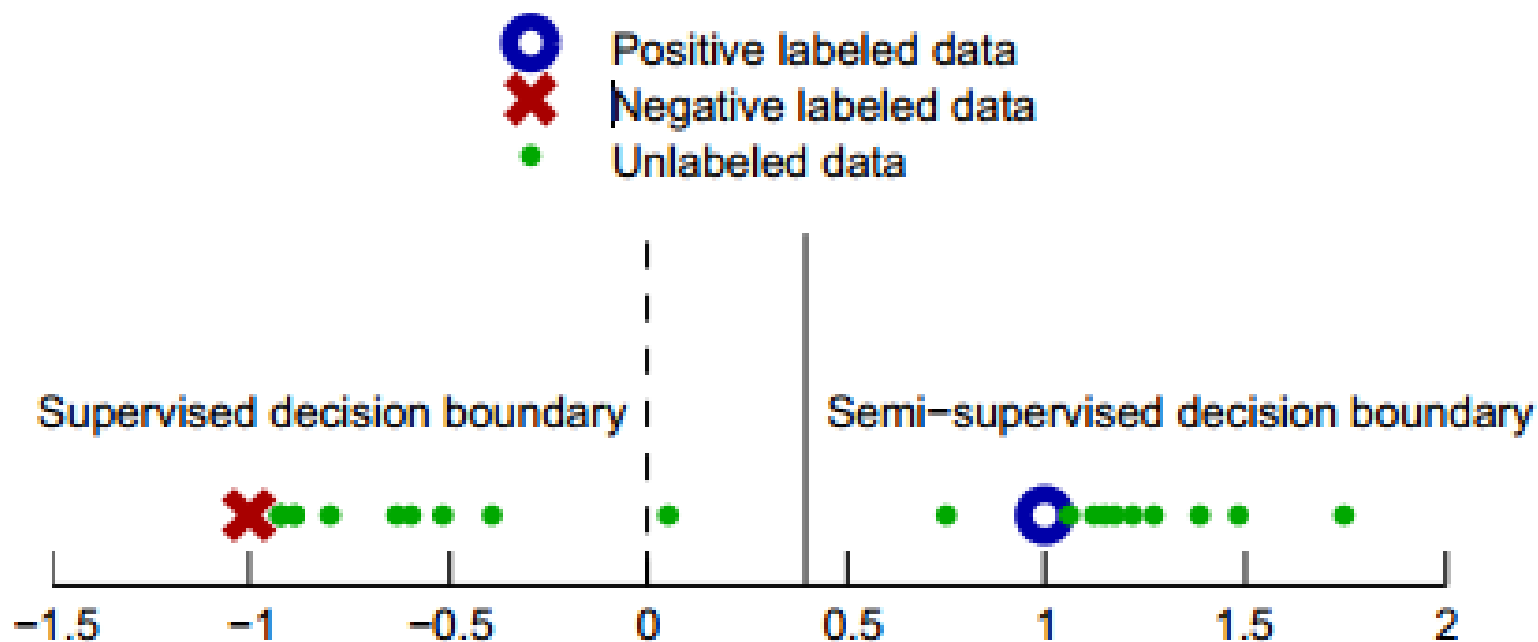 Positive labeled data
Negative labeled data
Unlabeled data
Supervised decision boundary
Semi−supervised decision boundary
−1.5 −1 −0.5 0 0.5 1 1.5 2